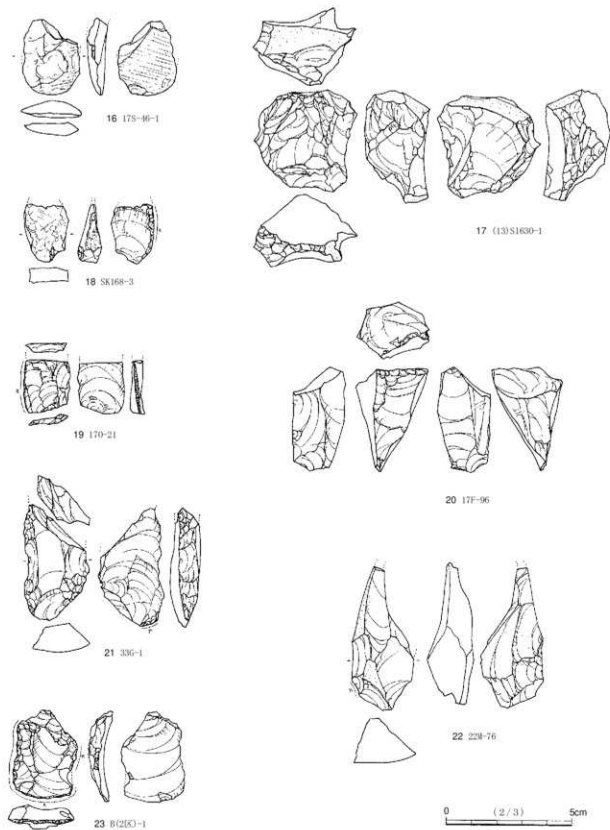 16 17S-46-1
17 (13)S1630-1
18 SK168-3
19 170-21
20 17F-96
21 33G-1
22 22M-76
23 B(2区)-1
0 (2/3) 5cm